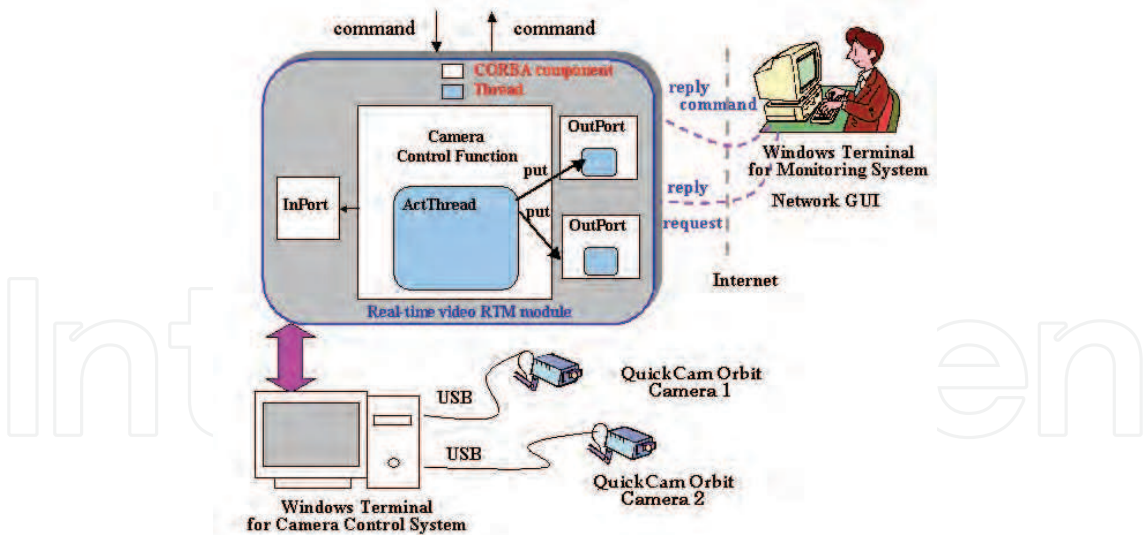 command
command
CORBA component
Thread
reply
command
Camera
Control Function
OutPort
put
InPort
ActThread
put
OutPort
reply
request
Windows Terminal
for Monitoring System
Network GUI
Internet
Real-time video RTM module
USB
QuickCam Orbit
Camera 1
USB
QuickCam Orbit
Camera 2
Windows Terminal
for Camera Control System